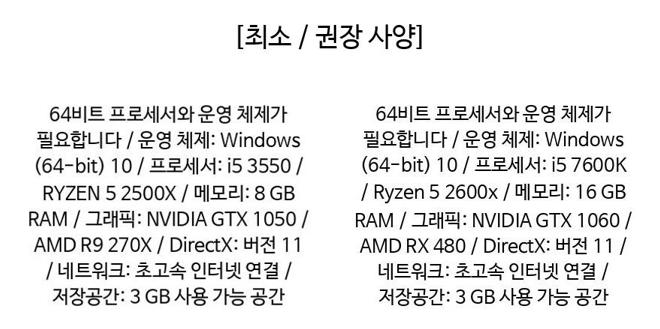 [최소 / 권장 사양]
64비트 프로세서와 운영 체제가
필요합니다 / 운영 체제: Windows
(64-bit) 10 / 프로세서: i5 3550 /
RYZEN 5 2500X / 메모리: 8 GB
RAM / 그래픽: NVIDIA GTX 1050 /
AMD R9 270X / DirectX: 버전 11
/ 네트워크: 초고속 인터넷 연결 /
저장공간: 3 GB 사용 가능 공간
64비트 프로세서와 운영 체제가
필요합니다 / 운영 체제: Windows
(64-bit) 10 / 프로세서: i5 7600K
/ Ryzen 5 2600x / 메모리: 16 GB
RAM / 그래픽: NVIDIA GTX 1060 /
AMD RX 480 / DirectX: 버전 11 /
네트워크: 초고속 인터넷 연결 /
저장공간: 3 GB 사용 가능 공간